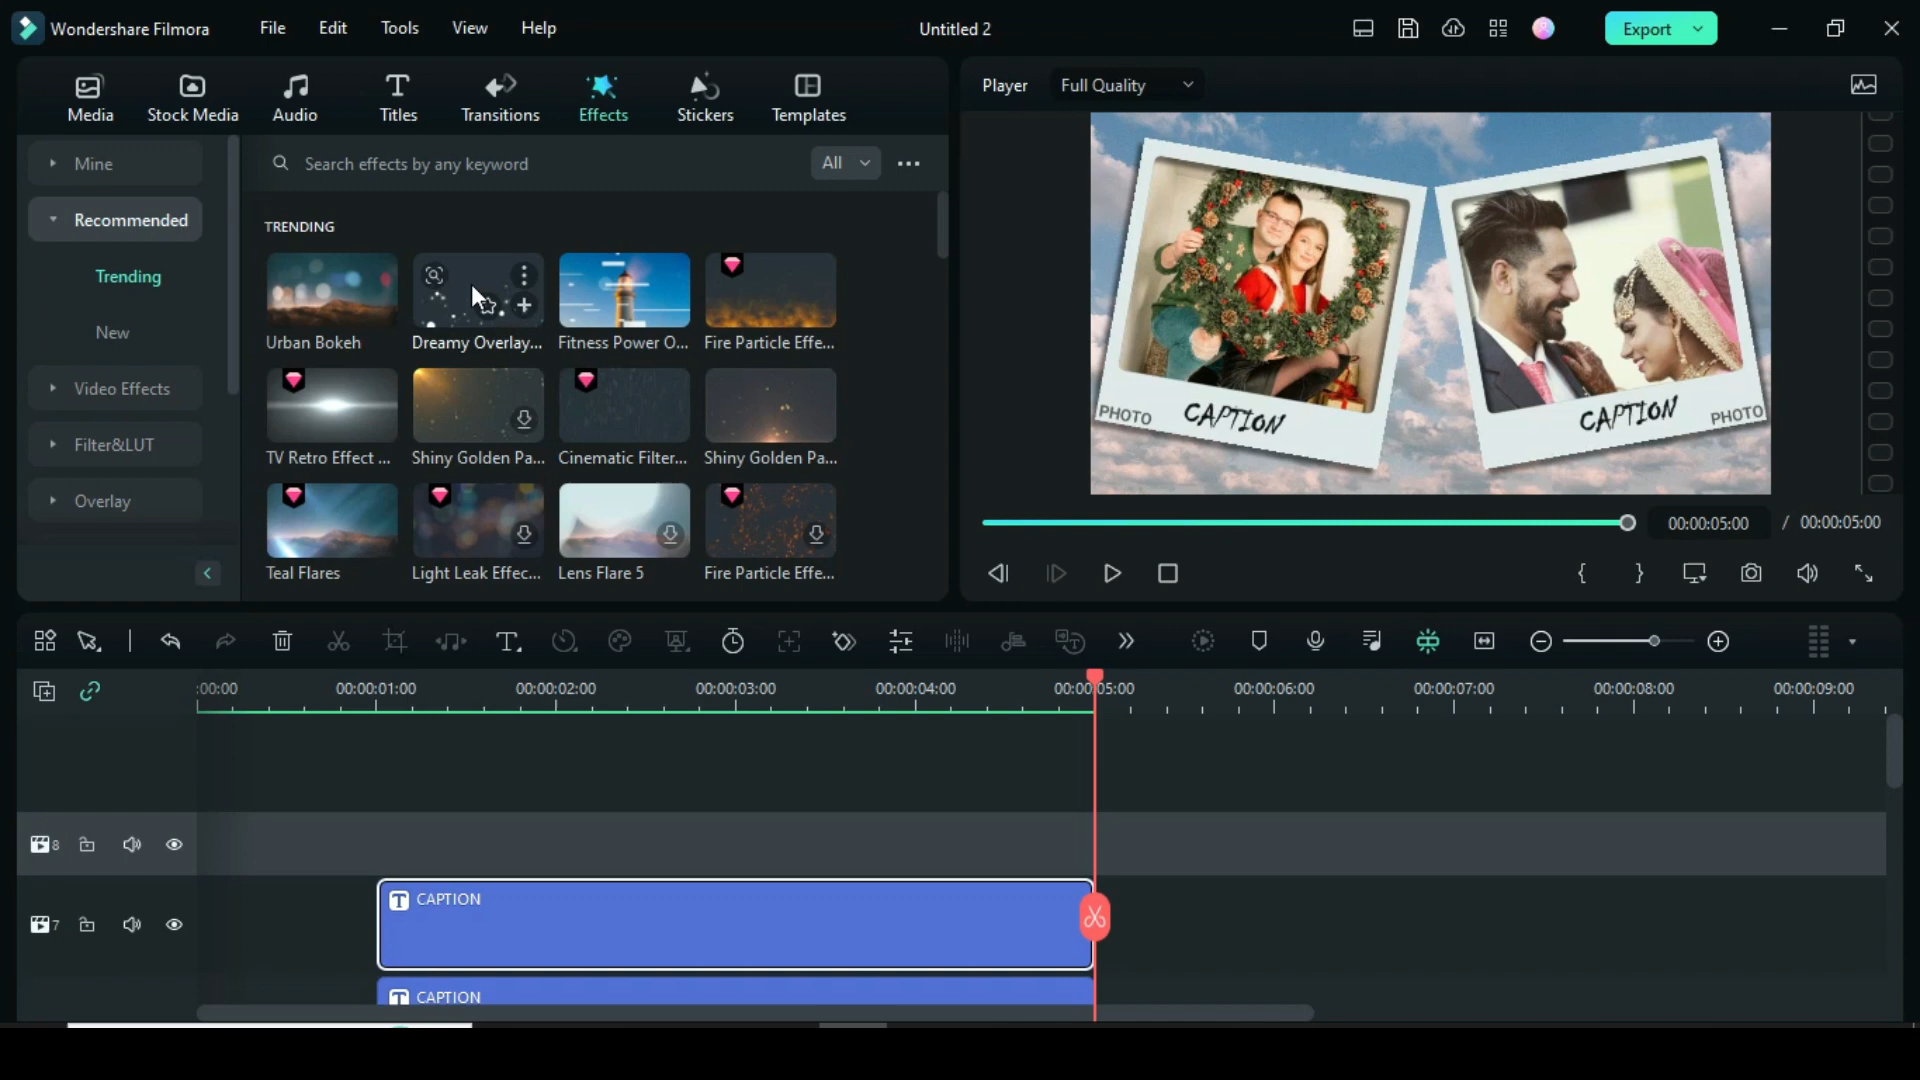 Wondershare Filmora
File Edit Tools View Help
Untitled 2
Export
Media Stock Media Audio Titles Transitions Effects Stickers Templates
Player Full Quality
Mine
Search effects by any keyword
All
Recommended
TRENDING
Trending
New
Video Effects
Filter&LUT
Overlay
Urban Bokeh Dreamy Overlay... Fitness Power O... Fire Particle Effe...
TV Retro Effect ... Shiny Golden Pa... Cinematic Filter... Shiny Golden Pa...
Teal Flares Light Leak Effec... Lens Flare 5 Fire Particle Effe...
PHOTO CAPTION
CAPTION PHOTO
00:00:05:00 / 00:00:05:00
:00:00 00:00:01:00 00:00:02:00 00:00:03:00 00:00:04:00 00:00:05:00 00:00:06:00 00:00:07:00 00:00:08:00 00:00:09:00
8
7
T CAPTION
T CAPTION